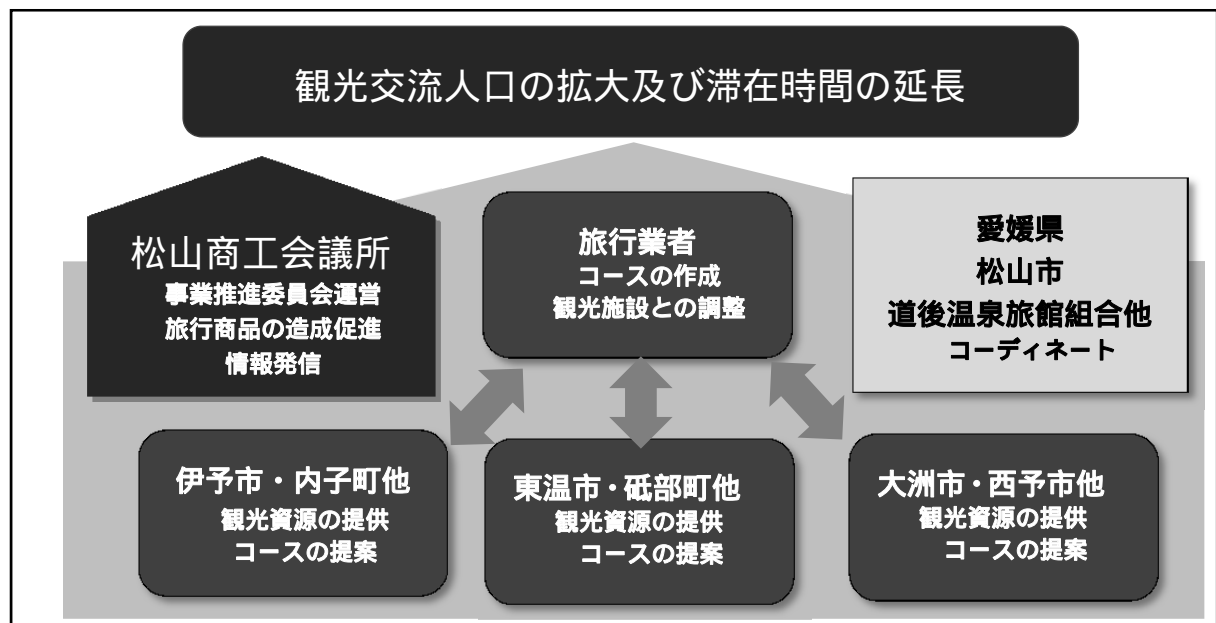 観光交流人口の拡大及び滞在時間の延長
松山商工会議所
事業推進委員会運営
旅行商品の造成促進
情報発信
旅行業者
コースの作成
観光施設との調整
愛媛県
松山市
道後温泉旅館組合他
コーディネート
伊予市・内子町他
観光資源の提供
コースの提案
東温市・砥部町他
観光資源の提供
コースの提案
大洲市・西予市他
観光資源の提供
コースの提案